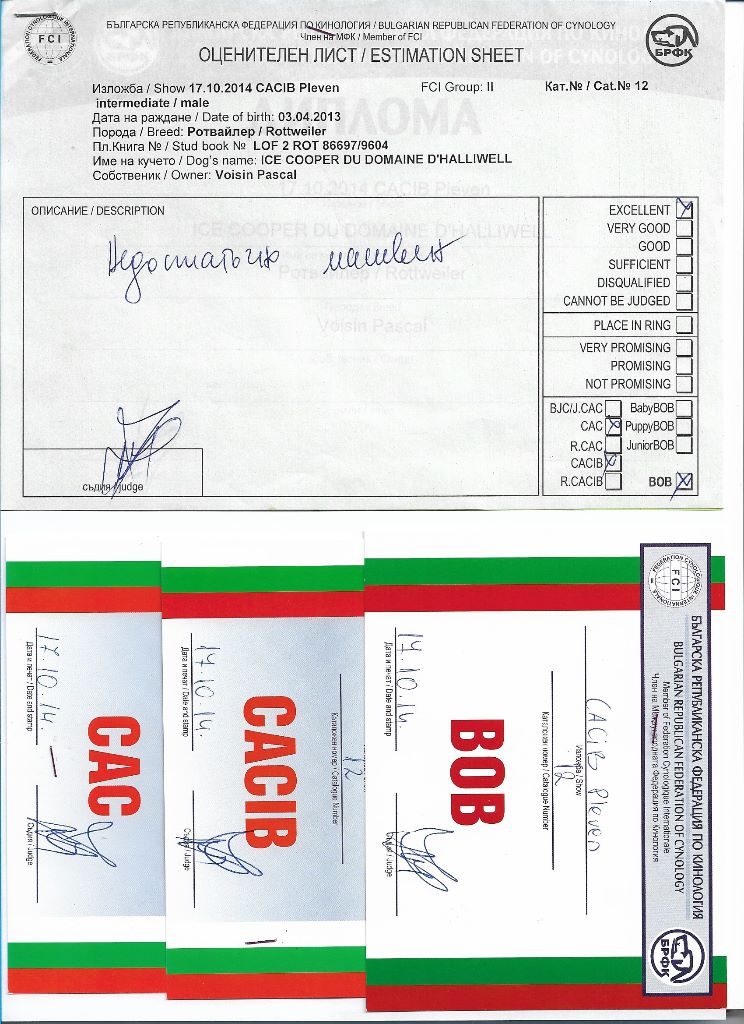 БЪЛГАРСКА РЕПУБЛИКАНСКА ФЕДЕРАЦИЯ ПО КИНОЛОГИЯ / BULGARIAN REPUBLICAN FEDERATION OF CYNOLOGY
Член на МФК / Member of FCI
ОЦЕНИТЕЛЕН ЛИСТ / ESTIMATION SHEET
FCI
БРФК
Изложба / Show 17.10.2014 CACIB Pleven FCI Group: II Кат.№ / Cat.№ 12
intermediate / male
Дата на раждане / Date of birth: 03.04.2013
Порода / Breed: Ротвайлер / Rottweiler
Пл.Книга № / Stud book № LOF 2 ROT 86697/9604
Име на кучето / Dog's name: ICE COOPER DU DOMAINE D'HALLIWELL
Собственик / Owner: Voisin Pascal
ОПИСАНИЕ / DESCRIPTION
Недостатъчно масивен
съдия / judge
EXCELLENT
VERY GOOD
GOOD
SUFFICIENT
DISQUALIFIED
CANNOT BE JUDGED
PLACE IN RING
VERY PROMISING
PROMISING
NOT PROMISING
BJC/J.CAC BabyBOB
CAC PuppyBOB
R.CAC JuniorBOB
CACIB
R.CACIB BOB
17.10.14.
Дата и печат / Date and stamp
CAC
Съдия / Judge
12
Каталожен номер / Catalogue Number
17.10.14.
Дата и печат / Date and stamp
CACIB
Съдия / Judge
FEDERATION CYNOLOGIQUE INTERNATIONALE
FCI
БЪЛГАРСКА РЕПУБЛИКАНСКА ФЕДЕРАЦИЯ ПО КИНОЛОГИЯ
BULGARIAN REPUBLICAN FEDERATION OF CYNOLOGY
Member of Federation Cynologique Internationale
Член на Международната Федерация по Кинология
БРФК
CACIB Pleven
Изложба / Show
12
Каталожен номер / Catalogue Number
BOB
17.10.14.
Дата и печат / Date and stamp
Съдия / Judge